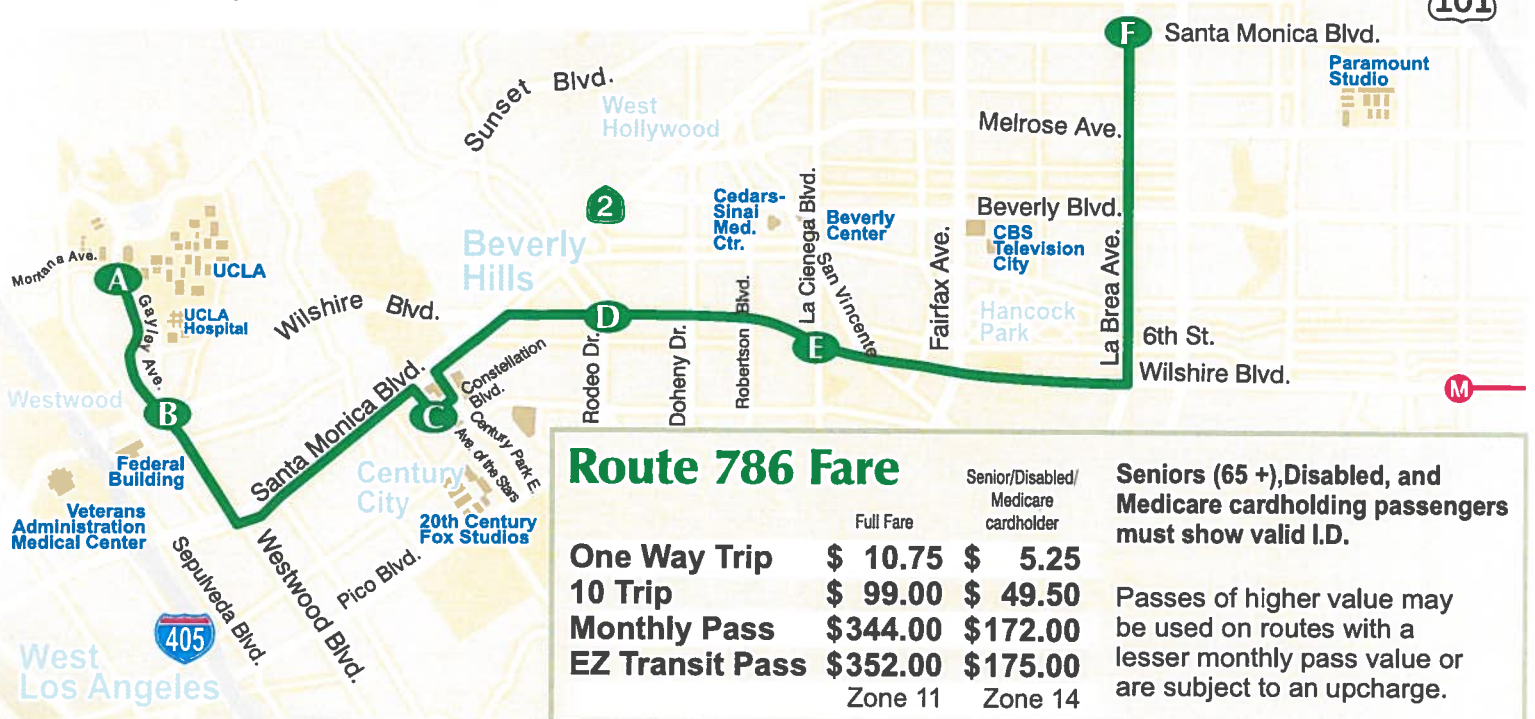 101
F
Santa Monica Blvd.
Paramount
Studio
Sunset Blvd.
West
Hollywood
Melrose Ave.
2
Cedars-
Sinai
Med.
Ctr.
La Cienega Blvd.
Beverly
Center
Beverly Blvd.
CBS
Television
City
Beverly
Hills
Montana Ave.
A
UCLA
UCLA
Hospital
Gayley Ave.
Wilshire Blvd.
D
San Vincente
Fairfax Ave.
Hancock
Park
La Brea Ave.
6th St.
Wilshire Blvd.
M
E
Robertson Blvd.
Doheny Dr.
Rodeo Dr.
Constellation
Blvd.
Century Park E.
Ave. of the Stars
C
Santa Monica Blvd.
Westwood
B
Federal
Building
Veterans
Administration
Medical Center
Century
City
20th Century
Fox Studios
Pico Blvd.
Westwood Blvd.
Sepulveda Blvd.
405
West
Los Angeles
Route 786 Fare
Full Fare
Senior/Disabled/
Medicare
cardholder
One Way Trip $ 10.75 $ 5.25
10 Trip $ 99.00 $ 49.50
Monthly Pass $344.00 $172.00
EZ Transit Pass $352.00 $175.00
Zone 11 Zone 14
Seniors (65 +),Disabled, and
Medicare cardholding passengers
must show valid I.D.
Passes of higher value may
be used on routes with a
lesser monthly pass value or
are subject to an upcharge.